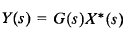 Y(s) = G(s)X*(s)